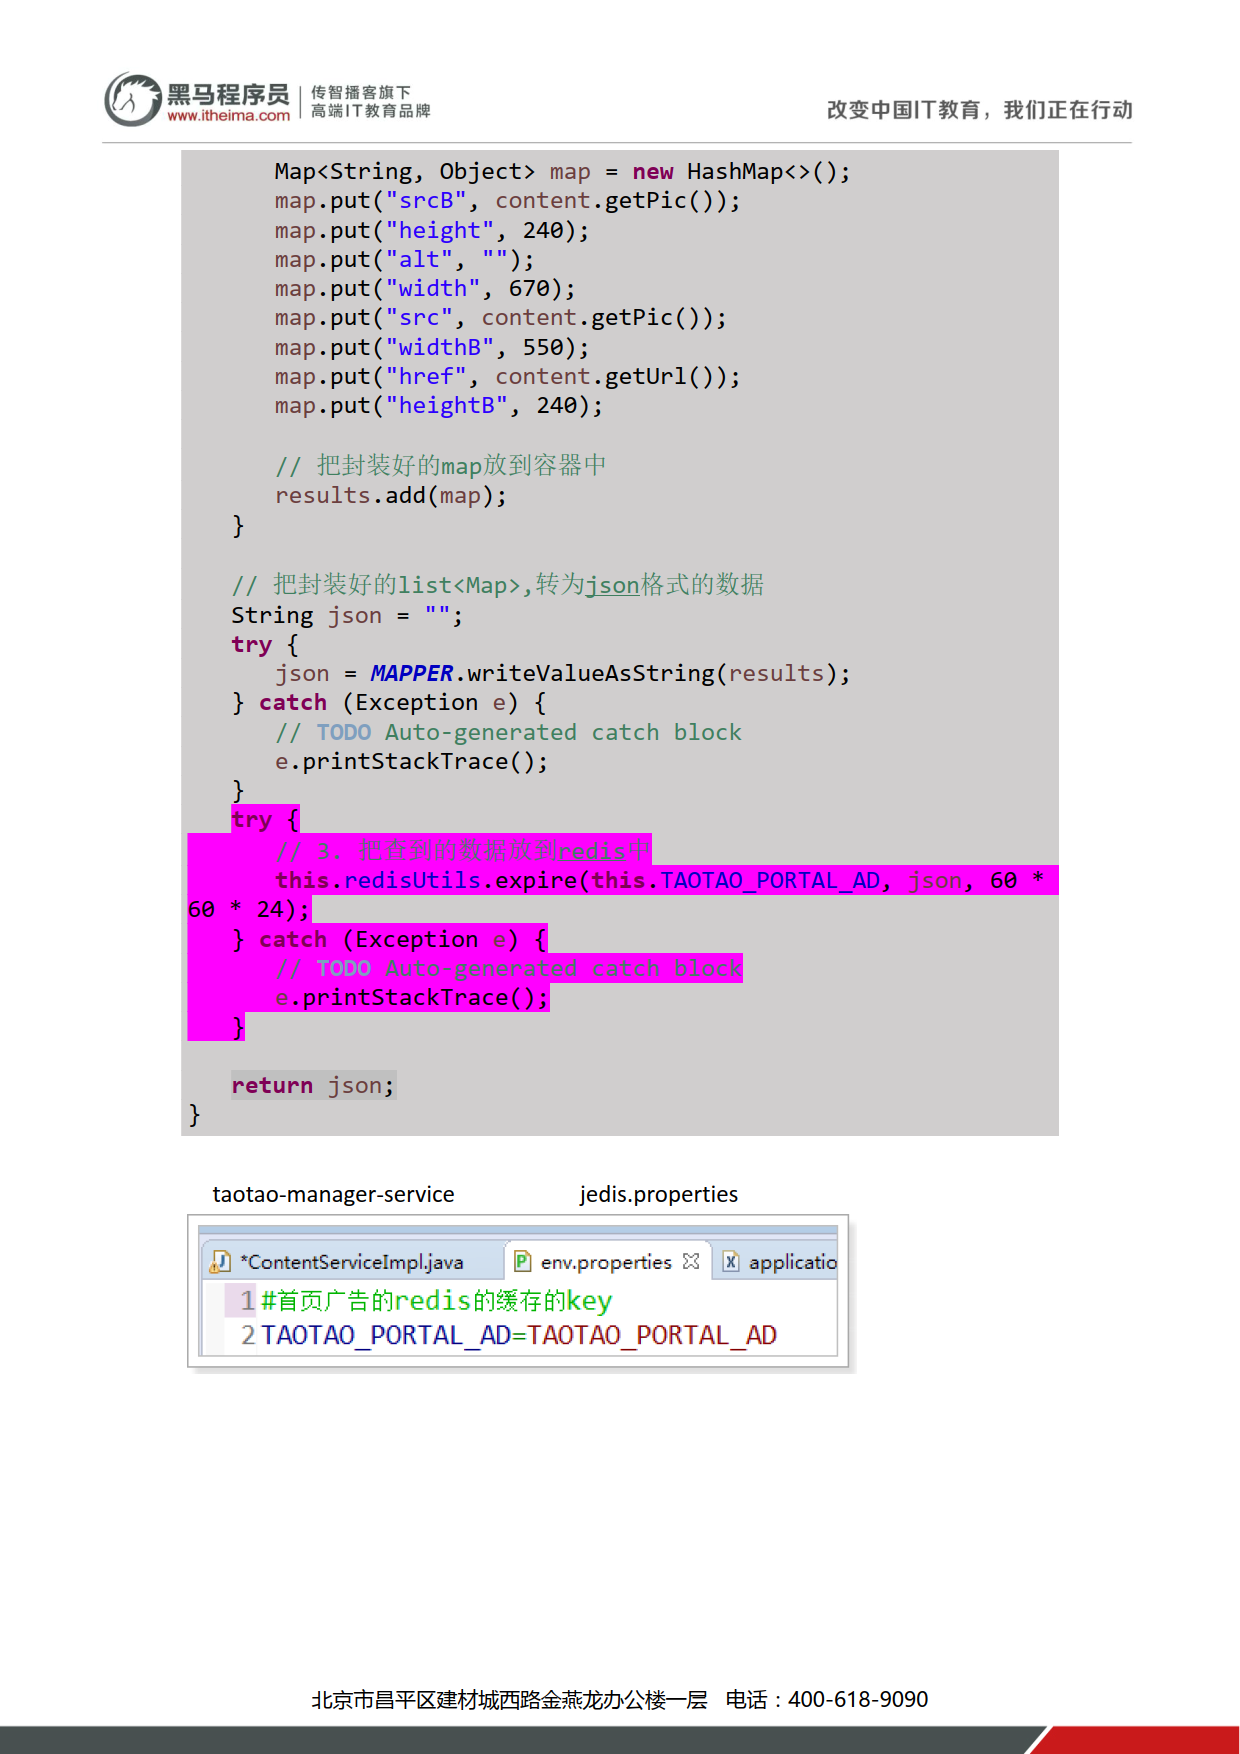 黑马程序员
www.itheima.com
传智播客旗下
高端IT教育品牌
改变中国IT教育，我们正在行动
Map<String, Object> map = new HashMap<>();
map.put("srcB", content.getPic());
map.put("height", 240);
map.put("alt", "");
map.put("width", 670);
map.put("src", content.getPic());
map.put("widthB", 550);
map.put("href", content.getUrl());
map.put("heightB", 240);
// 把封装好的map放到容器中
results.add(map);
}
// 把封装好的list<Map>,转为json格式的数据
String json = "";
try {
json = MAPPER.writeValueAsString(results);
} catch (Exception e) {
// TODO Auto-generated catch block
e.printStackTrace();
}
try {
// 3. 把查到的数据放到redis中
this.redisUtils.expire(this.TAOTAO_PORTAL_AD, json, 60 *
60 * 24);
} catch (Exception e) {
// TODO Auto-generated catch block
e.printStackTrace();
}
return json;
}
taotao-manager-service jedis.properties
*ContentServiceImpl.java env.properties applicatio
1 #首页广告的redis的缓存的key
2 TAOTAO_PORTAL_AD=TAOTAO_PORTAL_AD
北京市昌平区建材城西路金燕龙办公楼一层 电话：400-618-9090